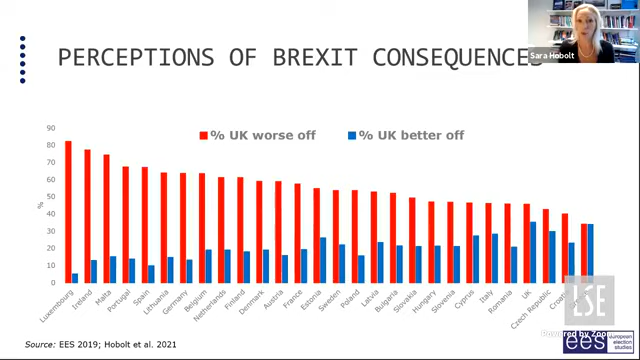 PERCEPTIONS OF BREXIT CONSEQUENCES
Sara Hobolt
% UK worse off
% UK better off
90
80
70
60
50
40
30
20
10
0
%
Luxembourg
Ireland
Malta
Portugal
Spain
Lithuania
Germany
Belgium
Netherlands
Finland
Denmark
Austria
France
Estonia
Sweden
Poland
Latvia
Bulgaria
Slovakia
Hungary
Slovenia
Cyprus
Italy
Romania
UK
Czech Republic
LSE
Powered by Zoom
Source: EES 2019; Hobolt et al. 2021
ees
european
election
studies